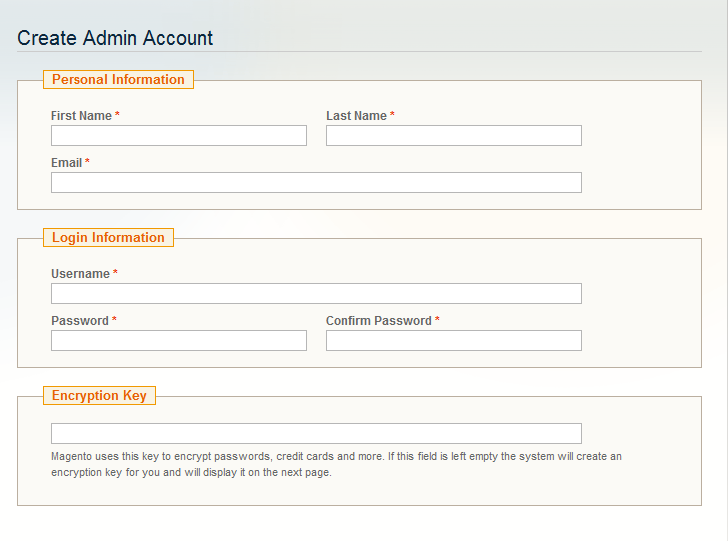 Create Admin Account
Personal Information
First Name *
Last Name *
Email *
Login Information
Username *
Password *
Confirm Password *
Encryption Key
Magento uses this key to encrypt passwords, credit cards and more. If this field is left empty the system will create an
encryption key for you and will display it on the next page.